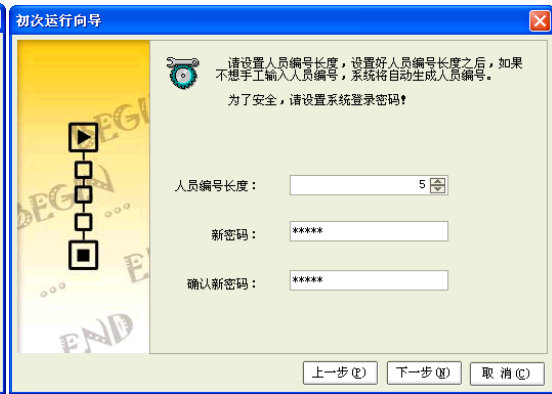 初次运行向导
请设置人员编号长度，设置好人员编号长度之后，如果
不想手工输入人员编号，系统将自动生成人员编号。
为了安全，请设置系统登录密码!
BEGIN
BEGIN
...
END
...
END
人员编号长度：
5
新密码：
*****
确认新密码：
*****
上一步(P)
下一步(N)
取 消(C)